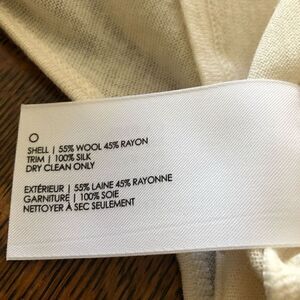 SHELL | 55% WOOL 45% RAYON
TRIM | 100% SILK
DRY CLEAN ONLY
EXTÉRIEUR | 55% LAINE 45% RAYONNE
GARNITURE | 100% SOIE
NETTOYER À SEC SEULEMENT